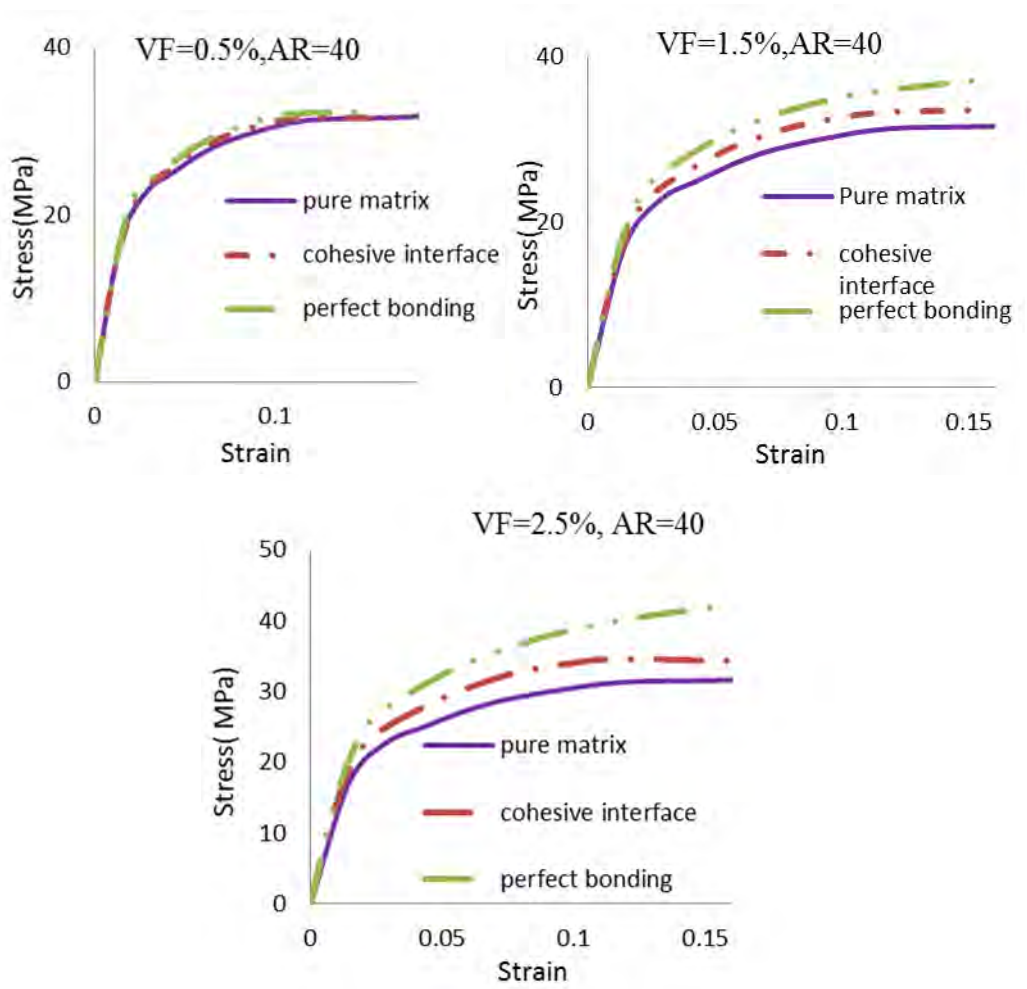 VF=0.5%,AR=40
40
20
0
Stress(MPa)
pure matrix
cohesive interface
perfect bonding
0
0.1
Strain
VF=1.5%,AR=40
40
20
0
Stress( MPa)
Pure matrix
cohesive
interface
perfect bonding
0
0.05
0.1
0.15
Strain
VF=2.5%, AR=40
50
40
30
20
10
0
Stress( MPa)
pure matrix
cohesive interface
perfect bonding
0
0.05
0.1
0.15
Strain